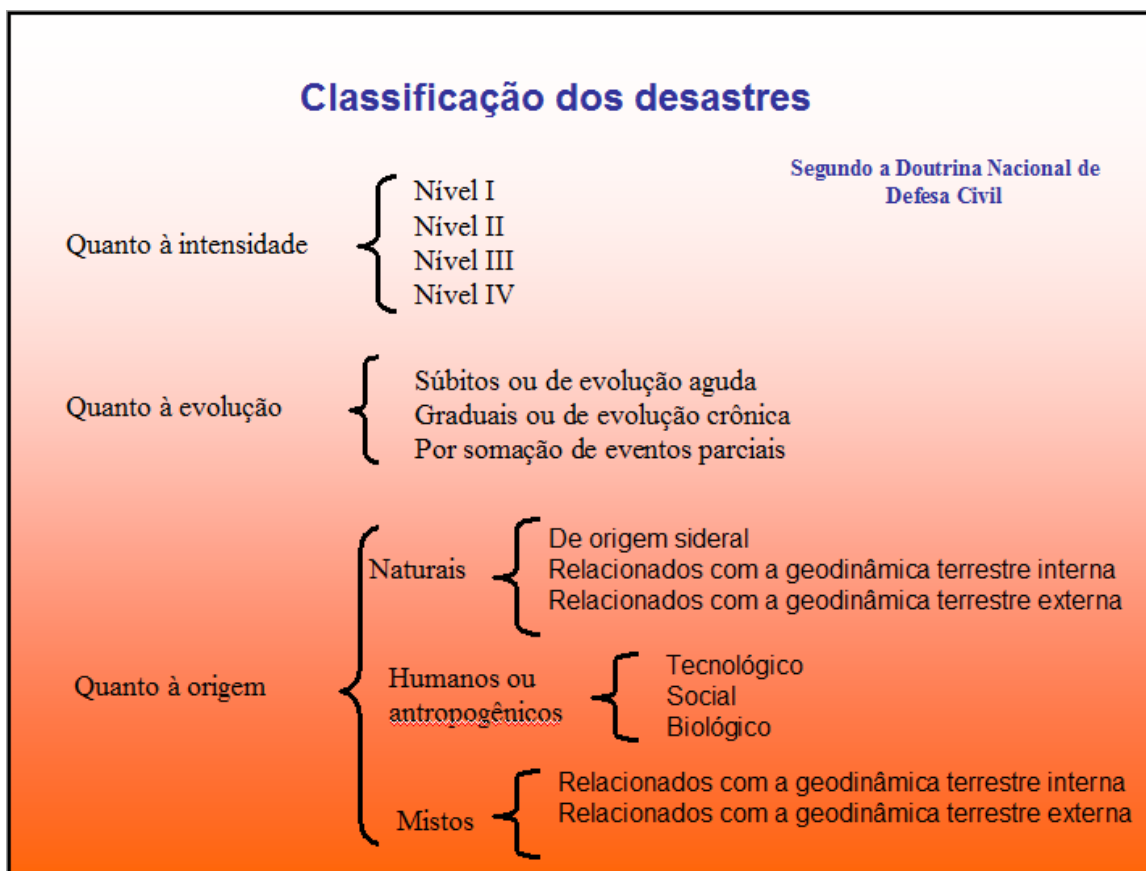 Classificação dos desastres
Segundo a Doutrina Nacional de
Defesa Civil
Quanto à intensidade
Nível I
Nível II
Nível III
Nível IV
Quanto à evolução
Súbitos ou de evolução aguda
Graduais ou de evolução crônica
Por somação de eventos parciais
Quanto à origem
Naturais
De origem sideral
Relacionados com a geodinâmica terrestre interna
Relacionados com a geodinâmica terrestre externa
Humanos ou
antropogênicos
Tecnológico
Social
Biológico
Mistos
Relacionados com a geodinâmica terrestre interna
Relacionados com a geodinâmica terrestre externa